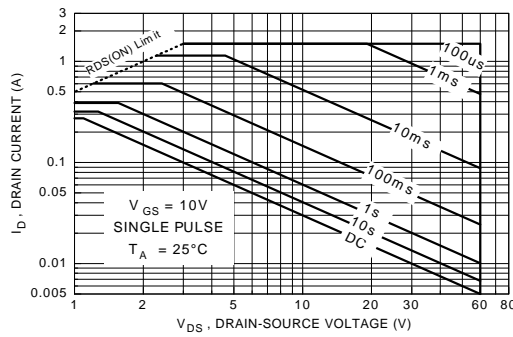 3
2
1
0.5
0.1
0.05
0.01
0.005
I D , DRAIN CURRENT (A)
RDS(ON) Limit
100us
1ms
10ms
100ms
1s
10s
DC
V GS = 10V
SINGLE PULSE
T A = 25°C
1 2 5 10 20 30 60 80
V DS , DRAIN-SOURCE VOLTAGE (V)